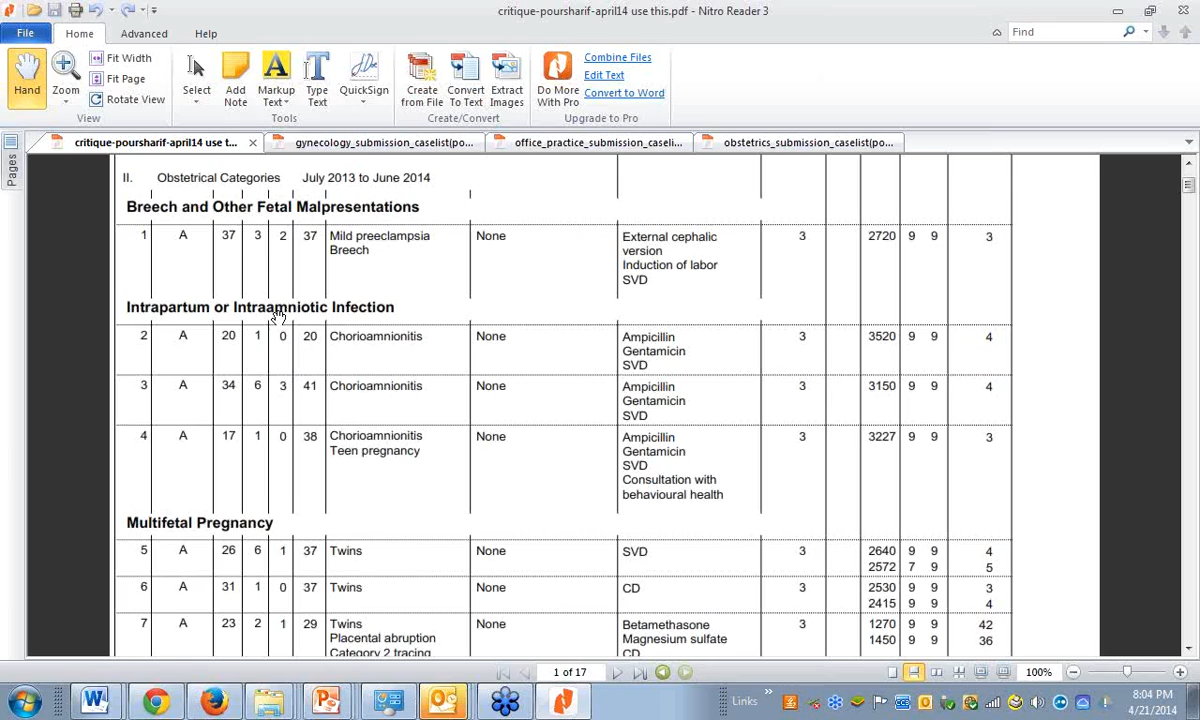 critique-poursharif-april14 use this.pdf - Nitro Reader 3
File Home Advanced Help
Find
Hand
Zoom
Fit Width
Fit Page
Rotate View
Select
Add Note
Markup Text
Type Text
QuickSign
Create from File
Convert To Text
Extract Images
Do More With Pro
Combine Files
Edit Text
Convert to Word
View Tools Create/Convert Upgrade to Pro
critique-poursharif-april14 use t... gynecology_submission_caselist(po... office_practice_submission_caseli... obstetrics_submission_caselist(po...
Pages
II. Obstetrical Categories July 2013 to June 2014
Breech and Other Fetal Malpresentations
1 A 37 3 2 37 Mild preeclampsia None External cephalic 3 2720 9 9 3
Breech version
Induction of labor
SVD
Intrapartum or Intraamniotic Infection
2 A 20 1 0 20 Chorioamnionitis None Ampicillin 3 3520 9 9 4
Gentamicin
SVD
3 A 34 6 3 41 Chorioamnionitis None Ampicillin 3 3150 9 9 4
Gentamicin
SVD
4 A 17 1 0 38 Chorioamnionitis None Ampicillin 3 3227 9 9 3
Teen pregnancy Gentamicin
SVD
Consultation with
behavioural health
Multifetal Pregnancy
5 A 26 6 1 37 Twins None SVD 3 2640 9 9 4
2572 7 9 5
6 A 31 1 0 37 Twins None CD 3 2530 9 9 3
2415 9 9 4
7 A 23 2 1 29 Twins None Betamethasone 3 1270 9 9 42
Placental abruption Magnesium sulfate 1450 9 9 36
Category 2 tracing CD
1 of 17
100%
Links
8:04 PM
4/21/2014